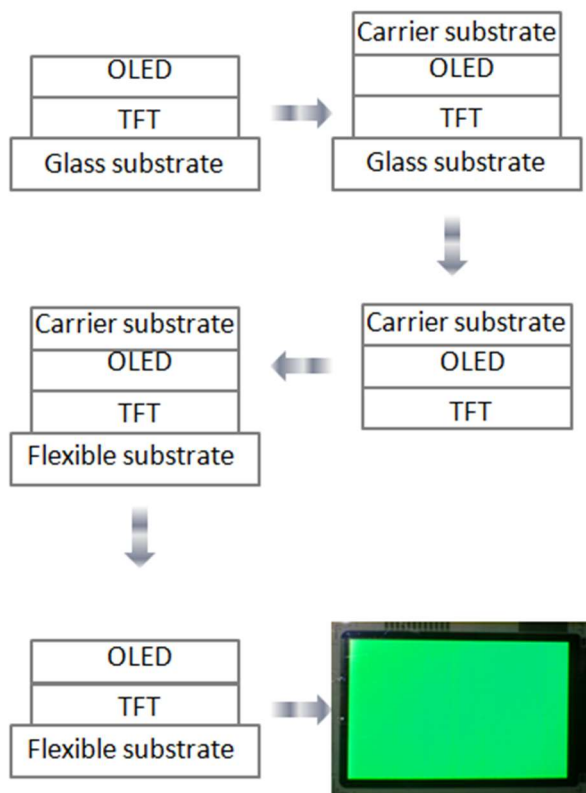 OLED
TFT
Glass substrate
Carrier substrate
OLED
TFT
Glass substrate
Carrier substrate
OLED
TFT
Carrier substrate
OLED
TFT
Flexible substrate
OLED
TFT
Flexible substrate